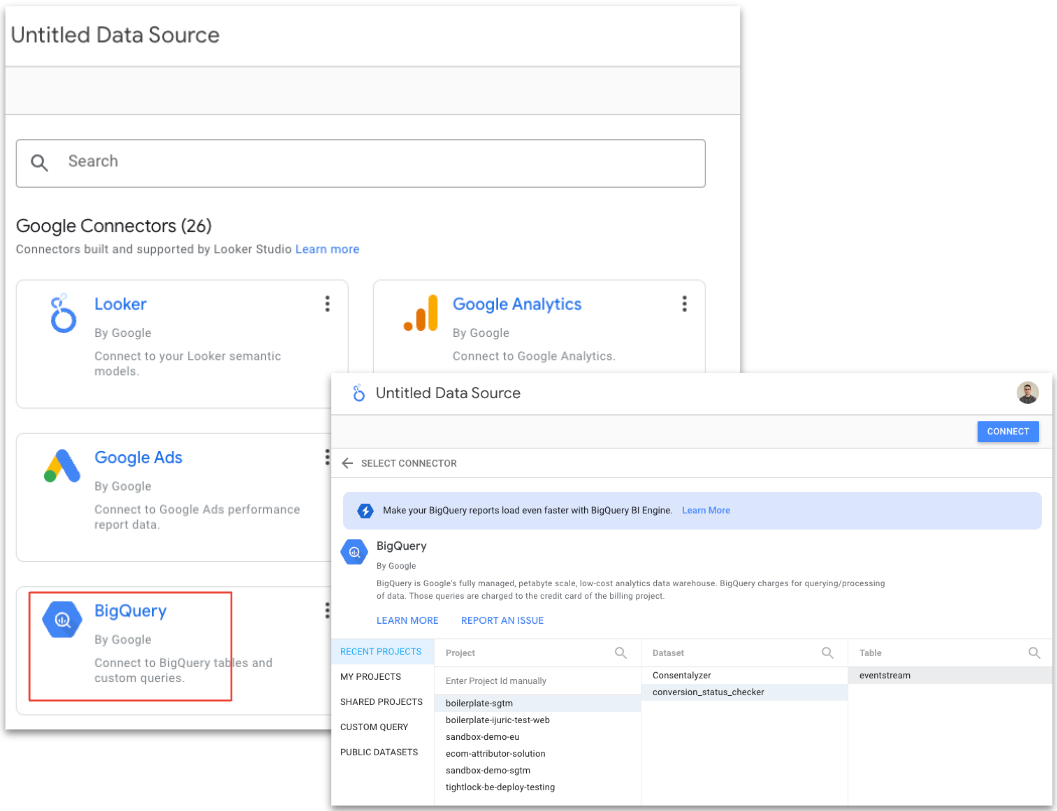 Untitled Data Source
Search
Google Connectors (26)
Connectors built and supported by Looker Studio Learn more
Looker
By Google
Connect to your Looker semantic
models.
Google Analytics
By Google
Connect to Google Analytics.
Google Ads
By Google
Connect to Google Ads performance
report data.
BigQuery
By Google
Connect to BigQuery tables and
custom queries.
Untitled Data Source
CONNECT
SELECT CONNECTOR
Make your BigQuery reports load even faster with BigQuery BI Engine. Learn More
BigQuery
By Google
BigQuery is Google's fully managed, petabyte scale, low-cost analytics data warehouse. BigQuery charges for querying/processing
of data. Those queries are charged to the credit card of the billing project.
LEARN MORE REPORT AN ISSUE
RECENT PROJECTS
MY PROJECTS
SHARED PROJECTS
CUSTOM QUERY
PUBLIC DATASETS
Project
Enter Project Id manually
boilerplate-sgtm
boilerplate-ijuric-test-web
sandbox-demo-eu
ecom-attributor-solution
sandbox-demo-sgtm
tightlock-be-deploy-testing
Dataset
Consentalyzer
conversion_status_checker
Table
eventstream